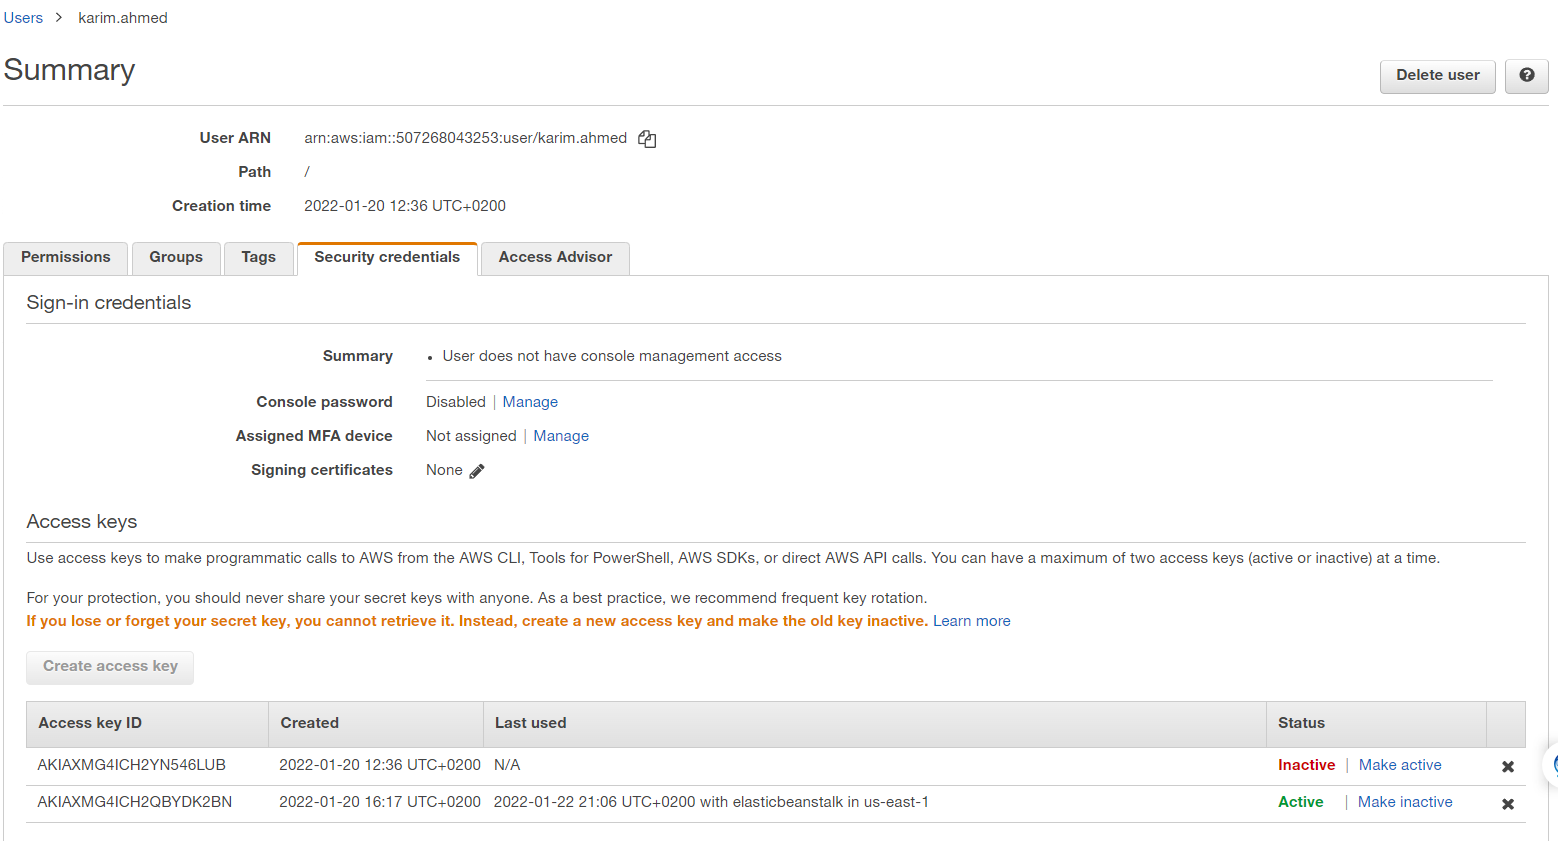 Users > karim.ahmed
Summary
Delete user
User ARN arn:aws:iam::507268043253:user/karim.ahmed
Path /
Creation time 2022-01-20 12:36 UTC+0200
Permissions Groups Tags Security credentials Access Advisor
Sign-in credentials
Summary • User does not have console management access
Console password Disabled | Manage
Assigned MFA device Not assigned | Manage
Signing certificates None
Access keys
Use access keys to make programmatic calls to AWS from the AWS CLI, Tools for PowerShell, AWS SDKs, or direct AWS API calls. You can have a maximum of two access keys (active or inactive) at a time.
For your protection, you should never share your secret keys with anyone. As a best practice, we recommend frequent key rotation.
If you lose or forget your secret key, you cannot retrieve it. Instead, create a new access key and make the old key inactive. Learn more
Create access key
Access key ID Created Last used Status
AKIAXMG4ICH2YN546LUB 2022-01-20 12:36 UTC+0200 N/A Inactive | Make active
AKIAXMG4ICH2QBYDK2BN 2022-01-20 16:17 UTC+0200 2022-01-22 21:06 UTC+0200 with elasticbeanstalk in us-east-1 Active | Make inactive